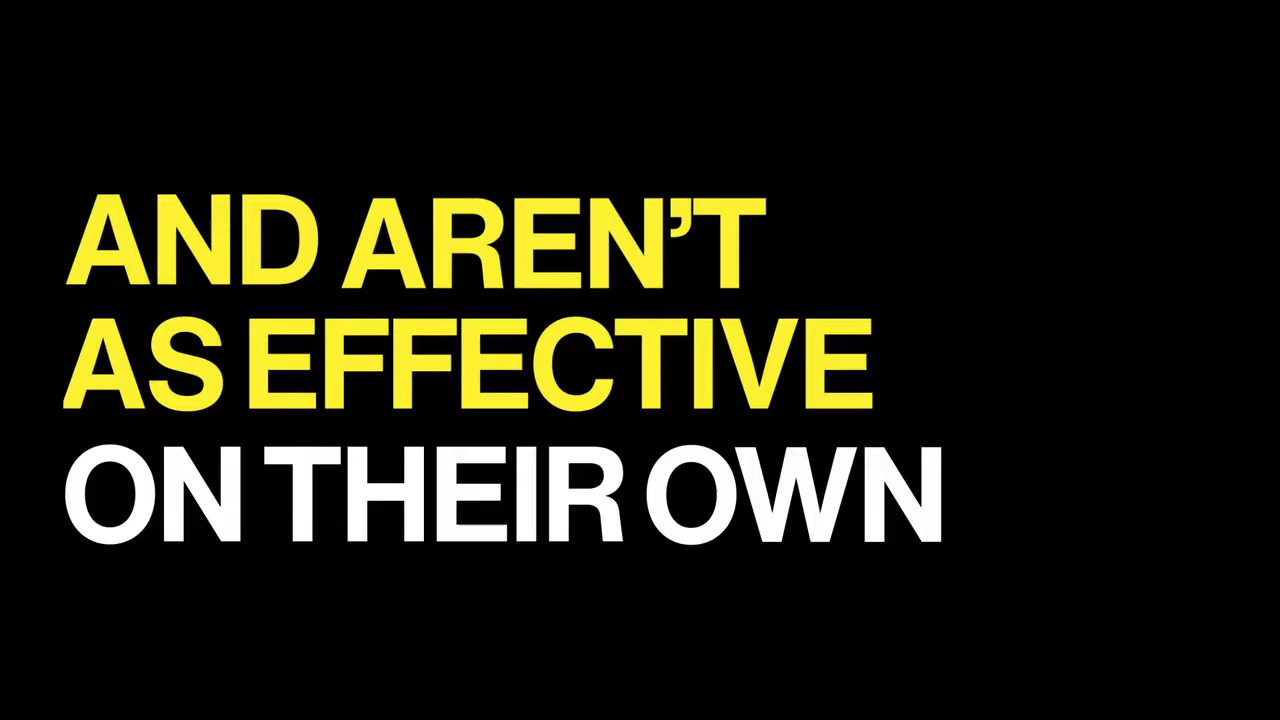 AND AREN’T
AS EFFECTIVE
ON THEIR OWN